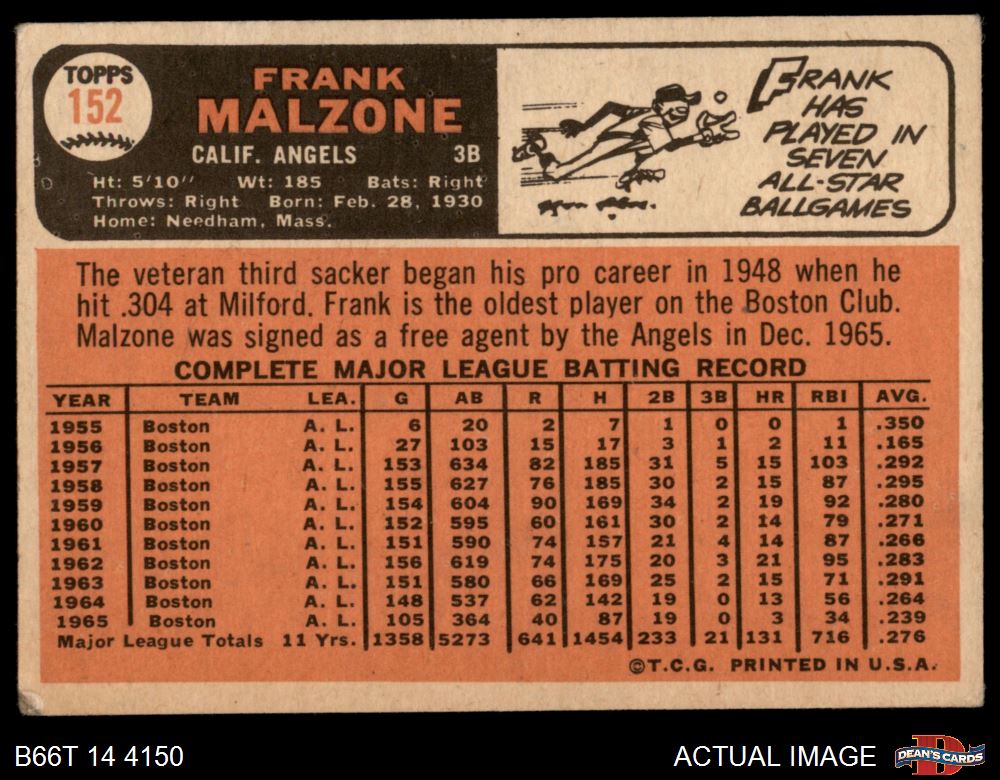 TOPPS
152
FRANK
MALZONE
CALIF. ANGELS 3B
Ht: 5'10" Wt: 185 Bats: Right
Throws: Right Born: Feb. 28, 1930
Home: Needham, Mass.
FRANK
HAS
PLAYED IN
SEVEN
ALL-STAR
BALLGAMES
The veteran third sacker began his pro career in 1948 when he
hit .304 at Milford. Frank is the oldest player on the Boston Club.
Malzone was signed as a free agent by the Angels in Dec. 1965.
COMPLETE MAJOR LEAGUE BATTING RECORD
YEAR TEAM LEA. G AB R H 2B 3B HR RBI AVG.
1955 Boston A. L. 6 20 2 7 1 0 0 1 .350
1956 Boston A. L. 27 103 15 17 3 1 2 11 .165
1957 Boston A. L. 153 634 82 185 31 5 15 103 .292
1958 Boston A. L. 155 627 76 185 30 2 15 87 .295
1959 Boston A. L. 154 604 90 169 34 2 19 92 .280
1960 Boston A. L. 152 595 60 161 30 2 14 79 .271
1961 Boston A. L. 151 590 74 157 21 4 14 87 .266
1962 Boston A. L. 156 619 74 175 20 3 21 95 .283
1963 Boston A. L. 151 580 66 169 25 2 15 71 .291
1964 Boston A. L. 148 537 62 142 19 0 13 56 .264
1965 Boston A. L. 105 364 40 87 19 0 3 34 .239
Major League Totals 11 Yrs. 1358 5273 641 1454 233 21 131 716 .276
©T.C.G. PRINTED IN U.S.A.
B66T 14 4150
ACTUAL IMAGE
DEAN'S CARDS